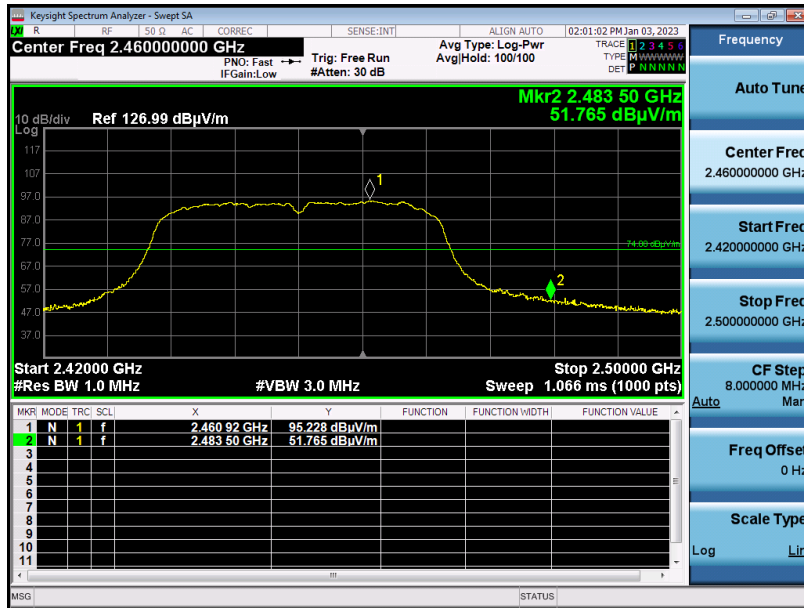 Keysight Spectrum Analyzer - Swept SA
LXI R RF 50 Ω AC CORREC SENSE:INT ALIGN AUTO 02:01:02 PM Jan 03, 2023
Center Freq 2.460000000 GHz
PNO: Fast
IFGain:Low
Trig: Free Run
#Atten: 30 dB
Avg Type: Log-Pwr
Avg|Hold: 100/100
TRACE 1 2 3 4 5 6
TYPE M W W W W W
DET P N N N N N
Mkr2 2.483 50 GHz
51.765 dBµV/m
10 dB/div Ref 126.99 dBµV/m
Log
117
107
97.0
87.0
77.0
67.0
57.0
47.0
37.0
1
74.00 dBµV/m
2
Start 2.42000 GHz Stop 2.50000 GHz
#Res BW 1.0 MHz #VBW 3.0 MHz Sweep 1.066 ms (1000 pts)
MKR MODE TRC SCL X Y FUNCTION FUNCTION WIDTH FUNCTION VALUE
1 N 1 f 2.460 92 GHz 95.228 dBµV/m
2 N 1 f 2.483 50 GHz 51.765 dBµV/m
3
4
5
6
7
8
9
10
11
MSG STATUS
Frequency
Auto Tune
Center Freq
2.460000000 GHz
Start Freq
2.420000000 GHz
Stop Freq
2.500000000 GHz
CF Step
8.000000 MHz
Auto Man
Freq Offset
0 Hz
Scale Type
Log Lin